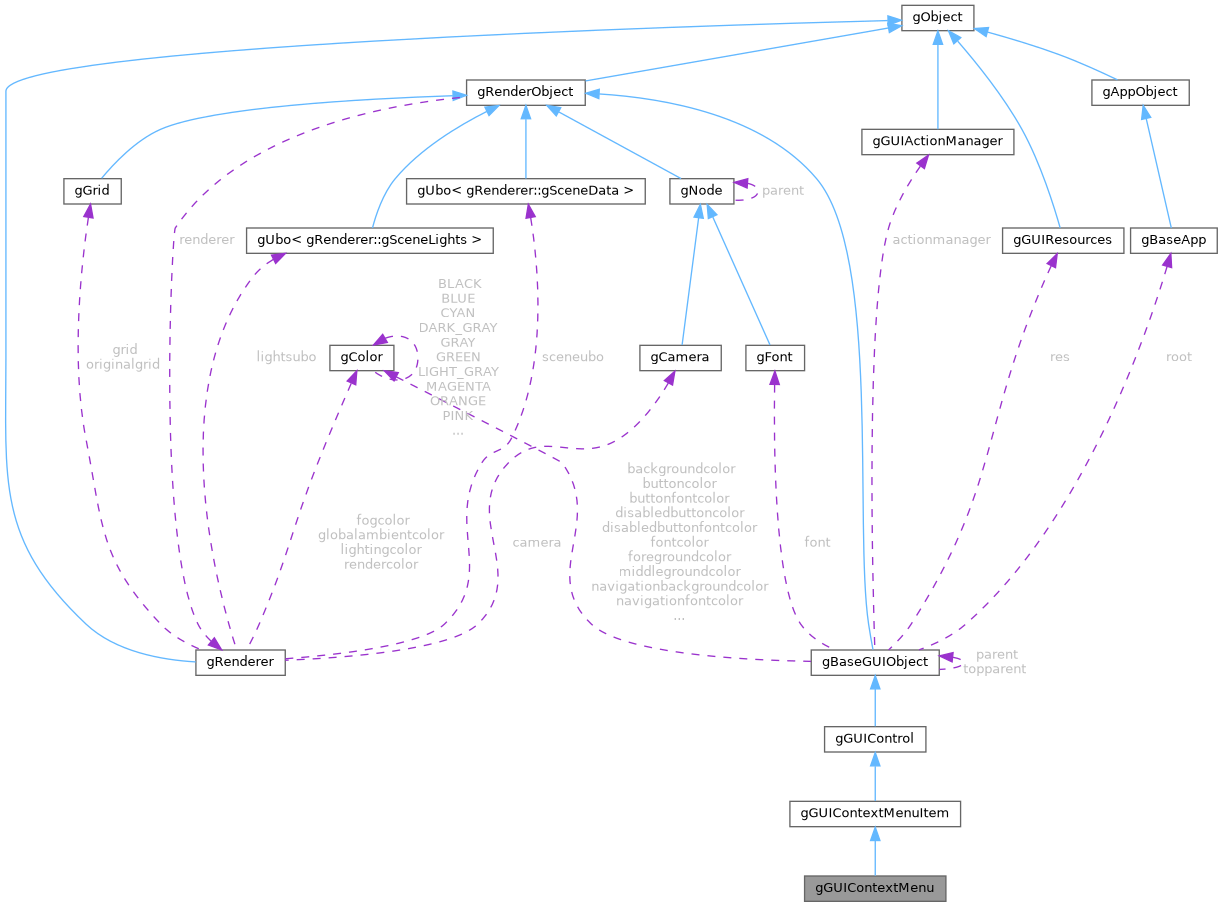 gObject
gRenderObject
gAppObject
gGUIActionManager
gGrid
gUbo< gRenderer::gSceneData >
gNode
parent
renderer
gUbo< gRenderer::gSceneLights >
actionmanager
gGUIResources
gBaseApp
BLACK
BLUE
CYAN
DARK_GRAY
GRAY
GREEN
LIGHT_GRAY
MAGENTA
ORANGE
PINK
...
grid
originalgrid
lightsubo
gColor
sceneubo
gCamera
gFont
res
root
backgroundcolor
buttoncolor
buttonfontcolor
disabledbuttoncolor
disabledbuttonfontcolor
fontcolor
foregroundcolor
middlegroundcolor
navigationbackgroundcolor
navigationfontcolor
...
fogcolor
globalambientcolor
lightingcolor
rendercolor
camera
font
gRenderer
gBaseGUIObject
parent
topparent
gGUIControl
gGUIContextMenuItem
gGUIContextMenu